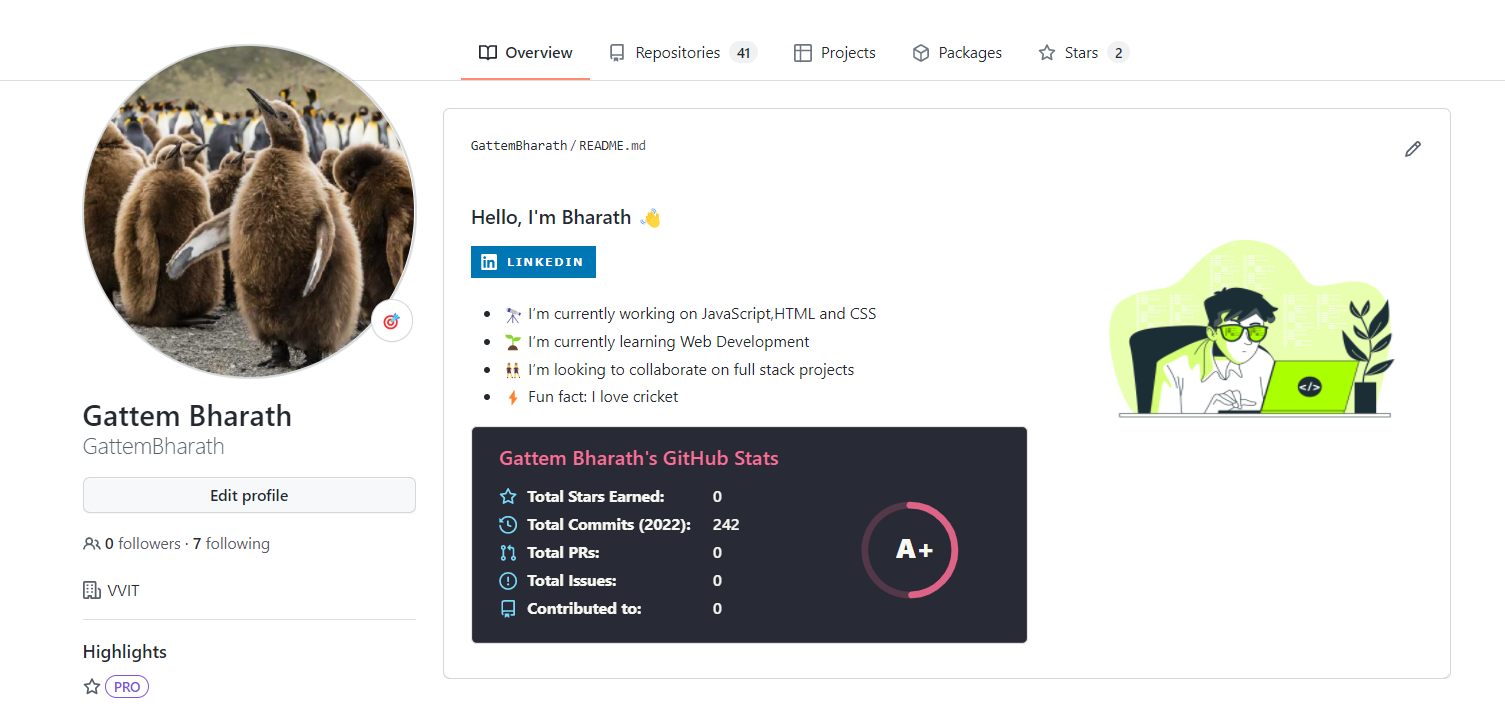 Overview Repositories 41 Projects Packages Stars 2
GattemBharath/README.md
Hello, I'm Bharath 👋
in LINKEDIN
🔭 I'm currently working on JavaScript,HTML and CSS
🌱 I'm currently learning Web Development
👯 I'm looking to collaborate on full stack projects
⚡ Fun fact: I love cricket
</>
Gattem Bharath's GitHub Stats
Total Stars Earned: 0
Total Commits (2022): 242
Total PRs: 0
Total Issues: 0
Contributed to: 0
A+
Gattem Bharath
GattemBharath
Edit profile
0 followers · 7 following
VVIT
Highlights
PRO